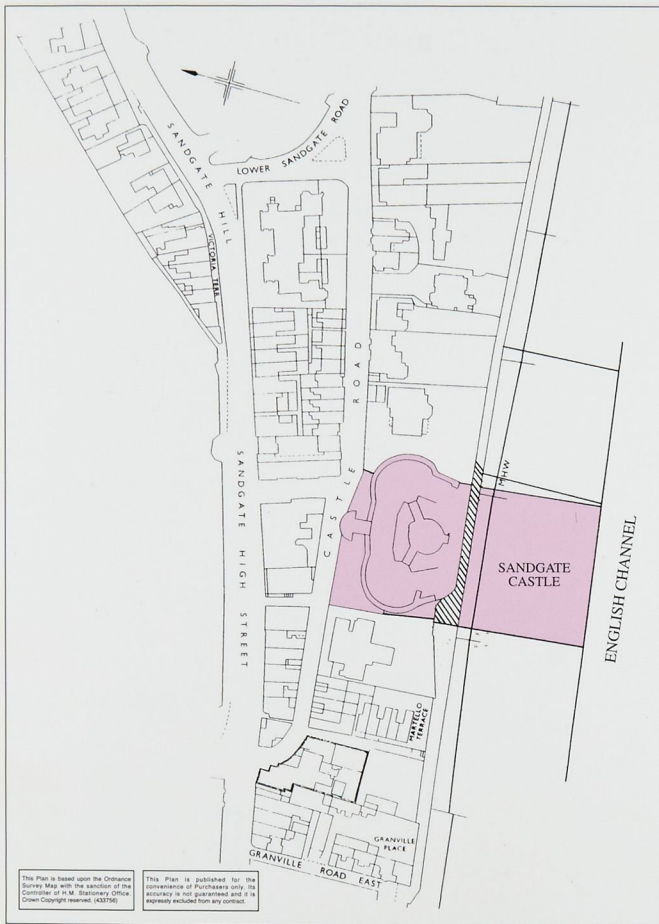 SANDGATE HILL
LOWER SANDGATE ROAD
VICTORIA TERR
CASTLE ROAD
SANDGATE HIGH STREET
MHW
SANDGATE
CASTLE
ENGLISH CHANNEL
MARTELLO
TERRACE
GRANVILLE
PLACE
GRANVILLE ROAD EAST
This Plan is based upon the Ordnance
Survey Map with the sanction of the
Controller of H.M. Stationery Office.
Crown Copyright reserved. (433756)
This Plan is published for the
convenience of Purchasers only. Its
accuracy is not guaranteed and it is
expressly excluded from any contract.